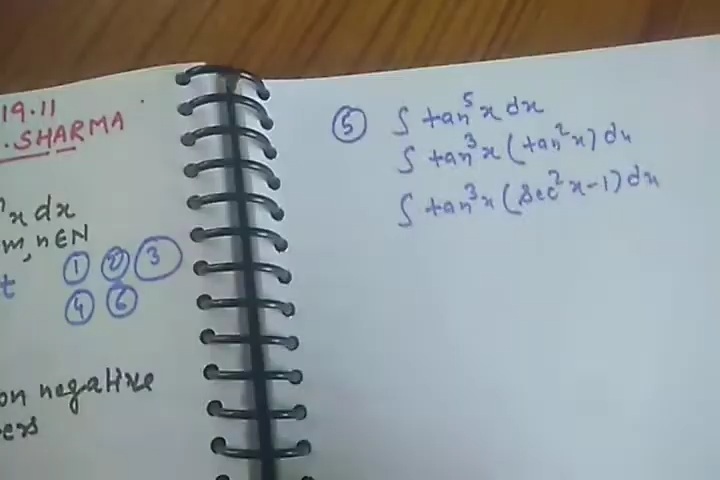 19.11
. SHARMA
x dx
m, n ∈ N
t ① ② ③
④ ⑥
on negative
ers
⑤ ∫ tan⁵x dx
∫ tan³x (tan²x) dx
∫ tan³x (sec²x-1) dx